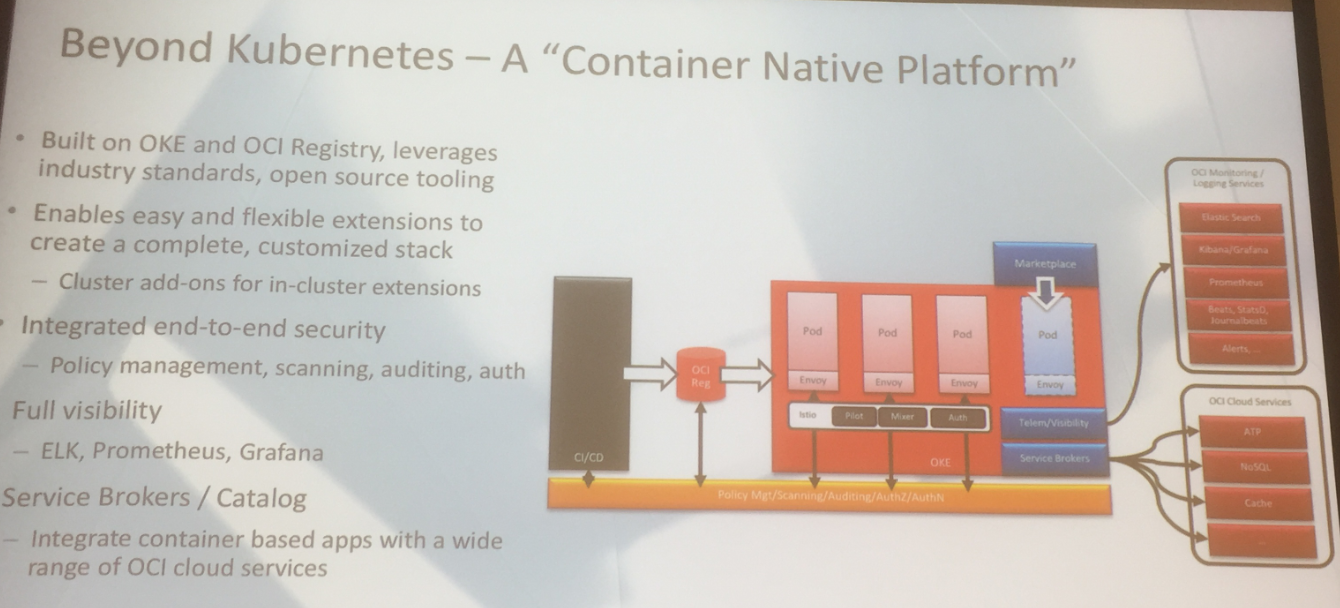 Beyond Kubernetes – A “Container Native Platform”
• Built on OKE and OCI Registry, leverages
industry standards, open source tooling
• Enables easy and flexible extensions to
create a complete, customized stack
– Cluster add-ons for in-cluster extensions
• Integrated end-to-end security
– Policy management, scanning, auditing, auth
Full visibility
– ELK, Prometheus, Grafana
Service Brokers / Catalog
– Integrate container based apps with a wide
range of OCI cloud services
CI/CD
OCI
Reg
Pod
Envoy
Pod
Envoy
Pod
Envoy
Marketplace
Pod
Envoy
Istio
Pilot
Mixer
Auth
OKE
Telem/Visibility
Service Brokers
Policy Mgt/Scanning/Auditing/AuthZ/AuthN
OCI Monitoring /
Logging Services
Elastic Search
Kibana/Grafana
Prometheus
Beats, StatsD,
Journalbeats
Alerts, ...
OCI Cloud Services
ATP
NoSQL
Cache
...